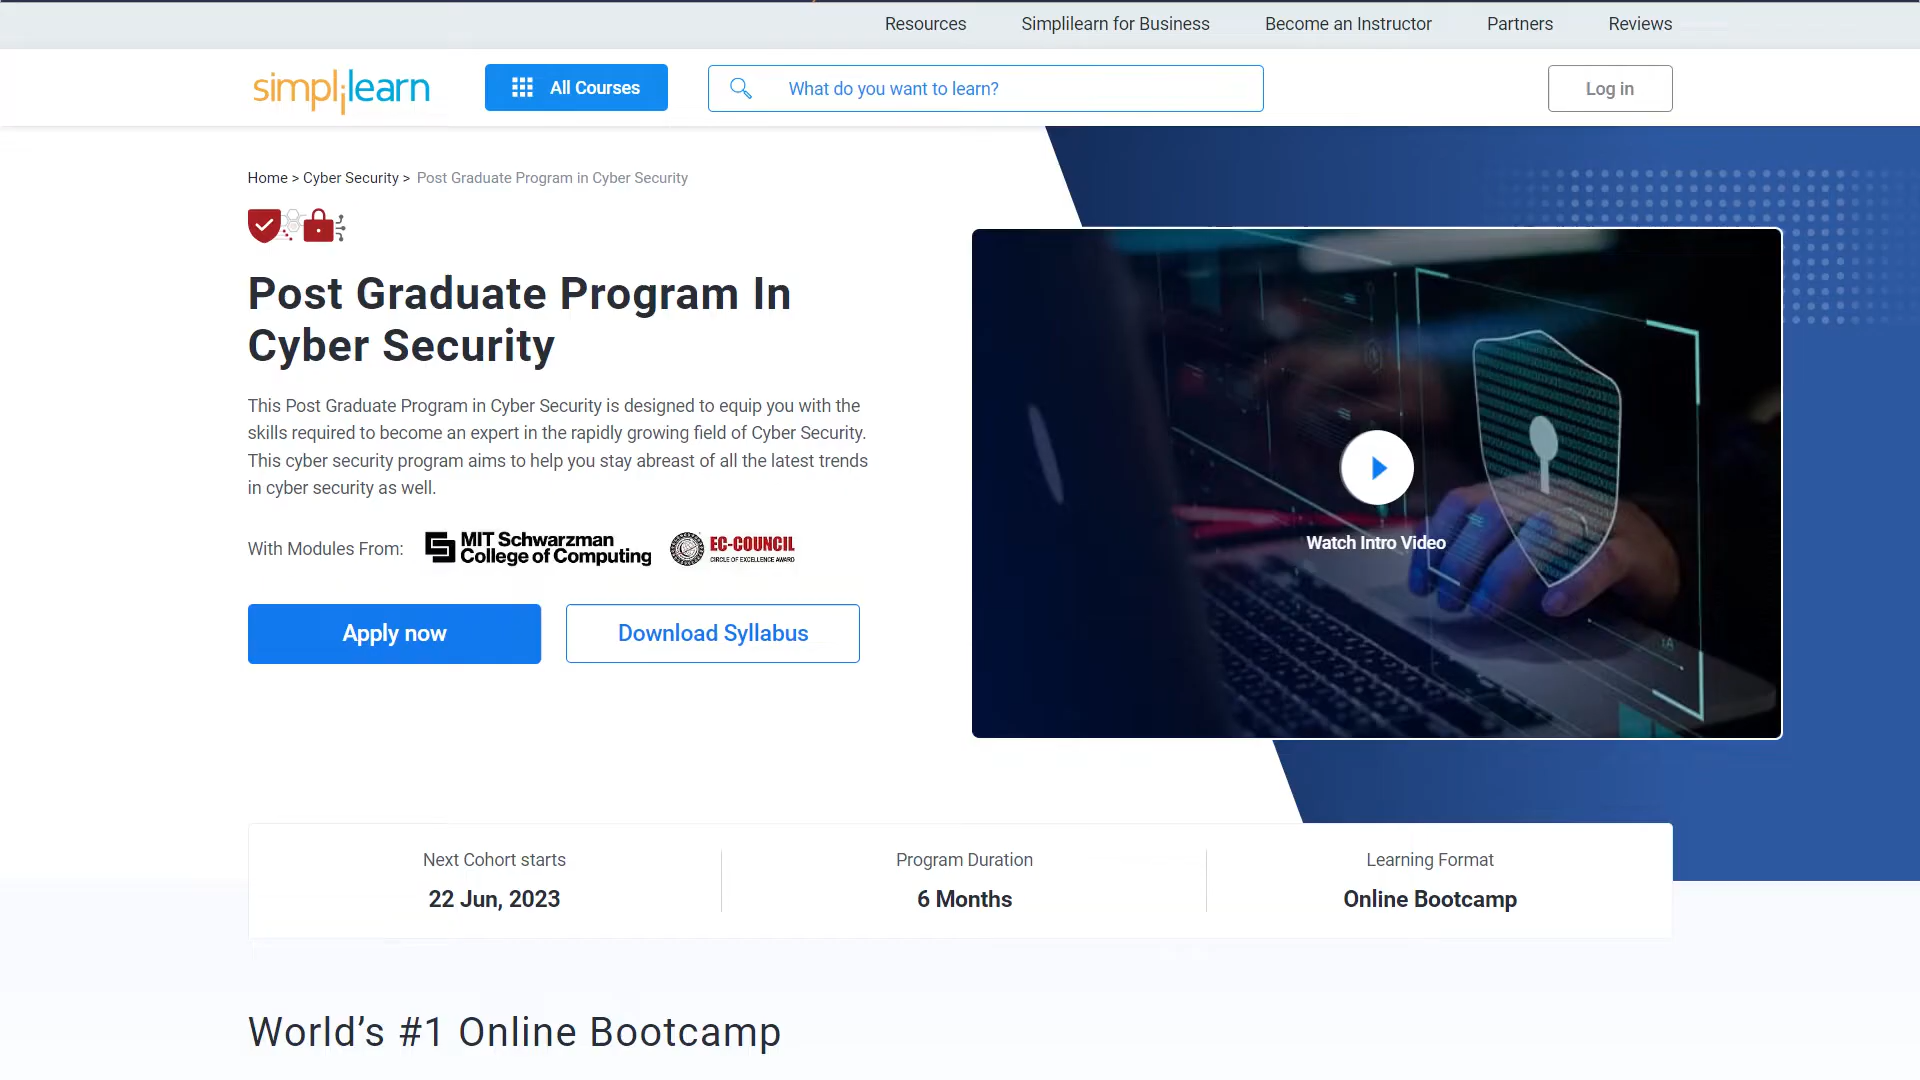 Resources Simplilearn for Business Become an Instructor Partners Reviews
simplilearn All Courses What do you want to learn? Log in
Home > Cyber Security > Post Graduate Program in Cyber Security
Post Graduate Program In
Cyber Security
This Post Graduate Program in Cyber Security is designed to equip you with the
skills required to become an expert in the rapidly growing field of Cyber Security.
This cyber security program aims to help you stay abreast of all the latest trends
in cyber security as well.
With Modules From: MIT Schwarzman
College of Computing
EC-COUNCIL
CIRCLE OF EXCELLENCE AWARD
Apply now Download Syllabus
Watch Intro Video
Next Cohort starts
22 Jun, 2023
Program Duration
6 Months
Learning Format
Online Bootcamp
World’s #1 Online Bootcamp